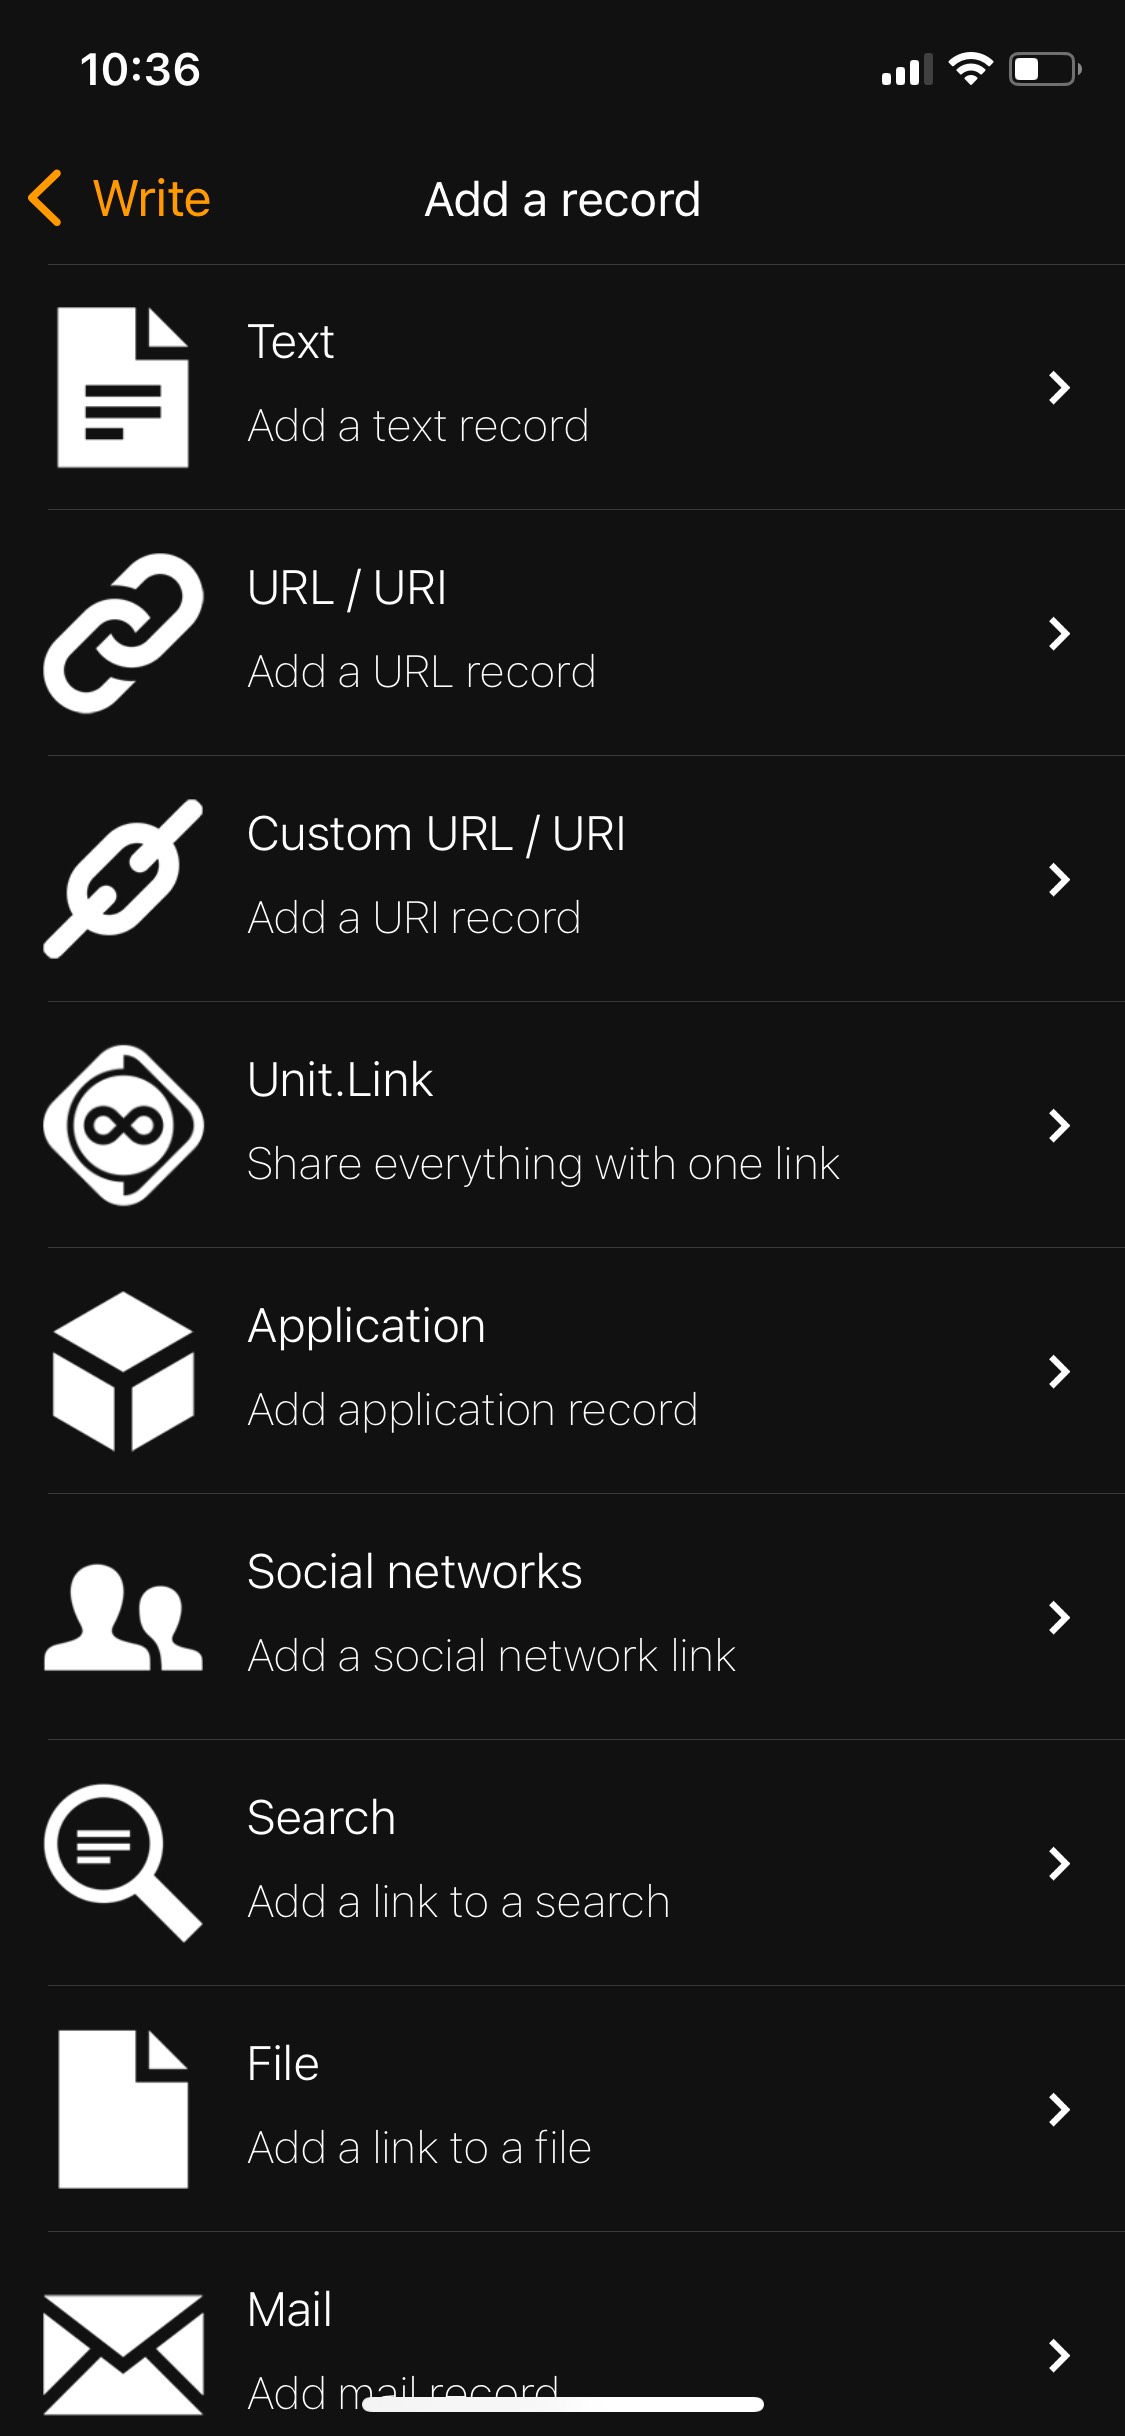 10:36
Write
Add a record
Text
Add a text record
URL / URI
Add a URL record
Custom URL / URI
Add a URI record
Unit.Link
Share everything with one link
Application
Add application record
Social networks
Add a social network link
Search
Add a link to a search
File
Add a link to a file
Mail
Add mail record